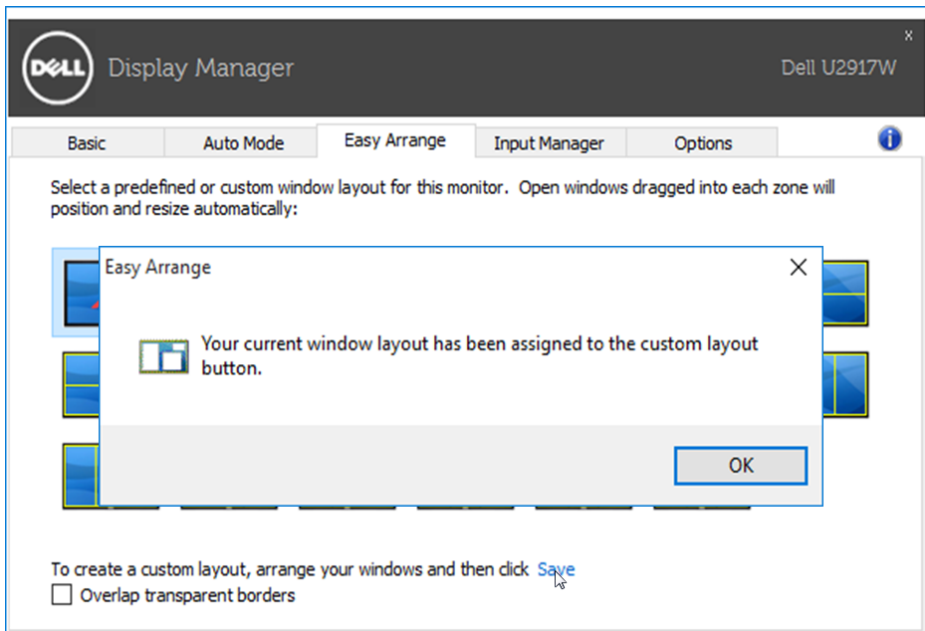 x
DELL
Display Manager
Dell U2917W
Basic
Auto Mode
Easy Arrange
Input Manager
Options
i
Select a predefined or custom window layout for this monitor. Open windows dragged into each zone will
position and resize automatically:
Easy Arrange
Your current window layout has been assigned to the custom layout
button.
OK
To create a custom layout, arrange your windows and then click Save
Overlap transparent borders